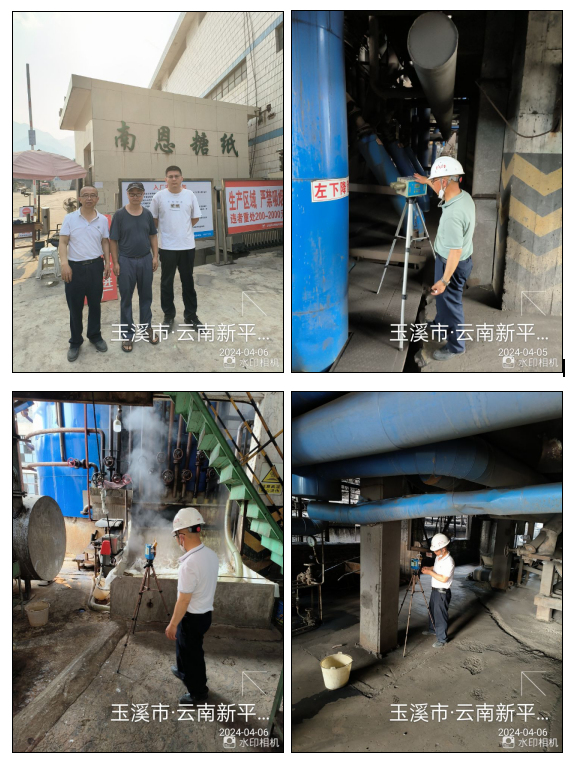 南恩糖纸
生产区域 严禁吸烟
违者重处200-2000元
玉溪市·云南新平...
2024-04-06
水印相机
左下降
玉溪市·云南新平...
2024-04-05
水印相机
玉溪市·云南新平...
2024-04-06
水印相机
玉溪市·云南新平...
2024-04-06
水印相机